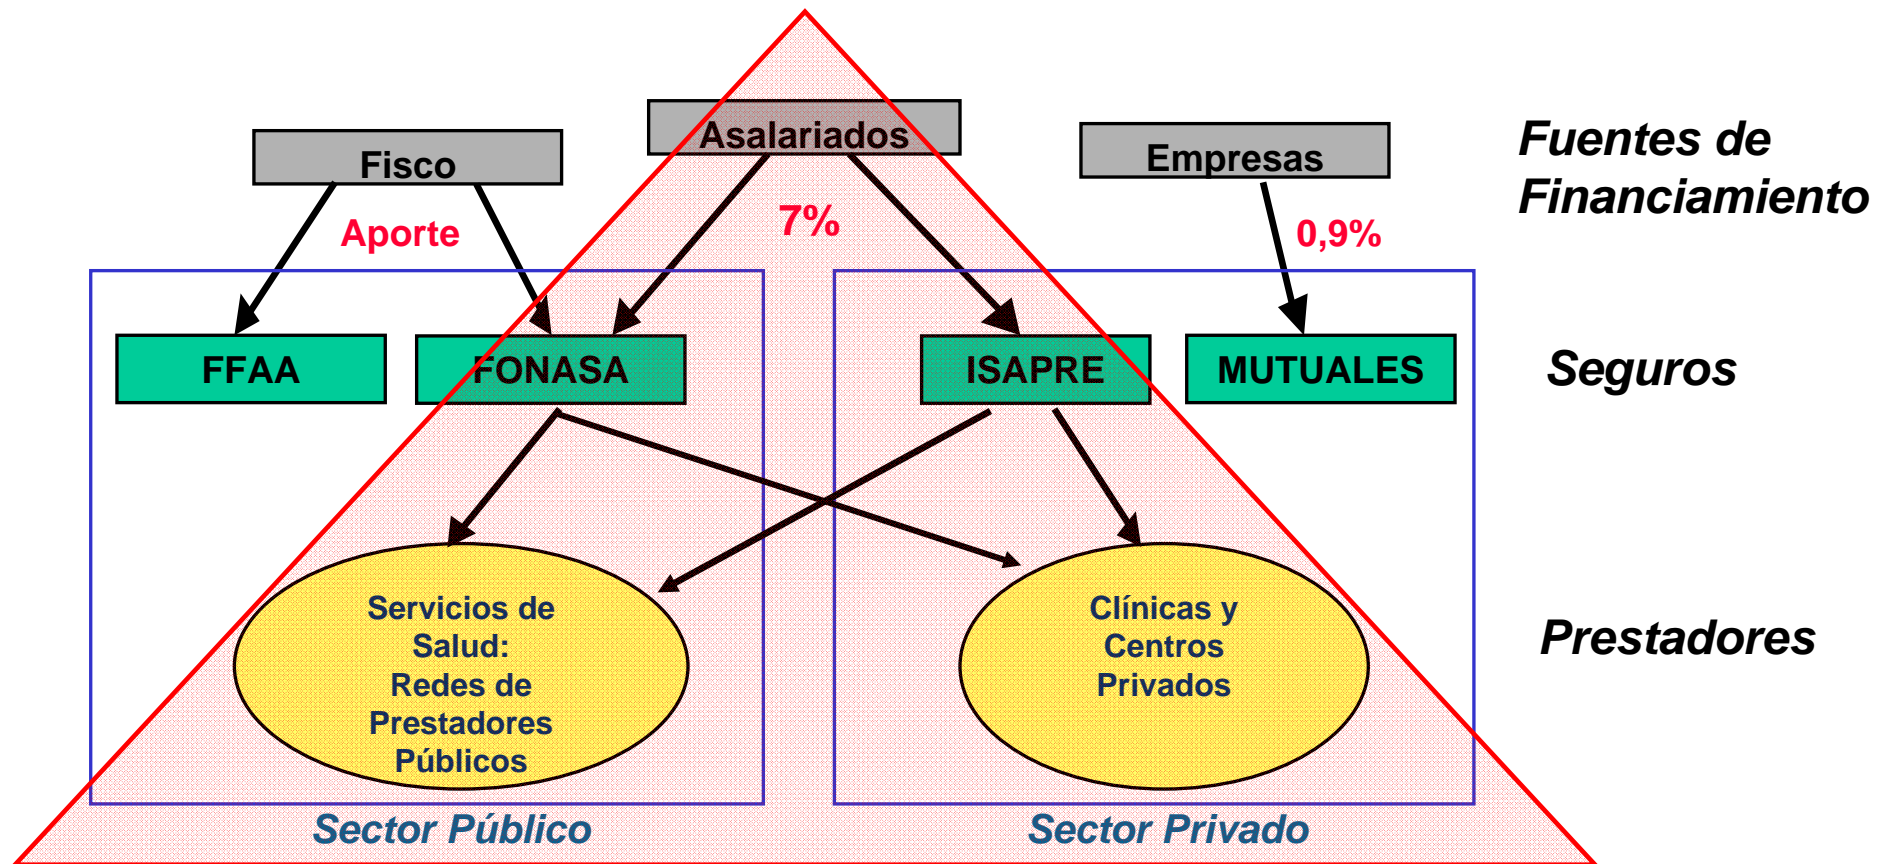 Asalariados
Fisco
Empresas
Fuentes de
Financiamiento
Aporte
7%
0,9%
FFAA
FONASA
ISAPRE
MUTUALES
Seguros
Servicios de
Salud:
Redes de
Prestadores
Públicos
Clínicas y
Centros
Privados
Prestadores
Sector Público
Sector Privado